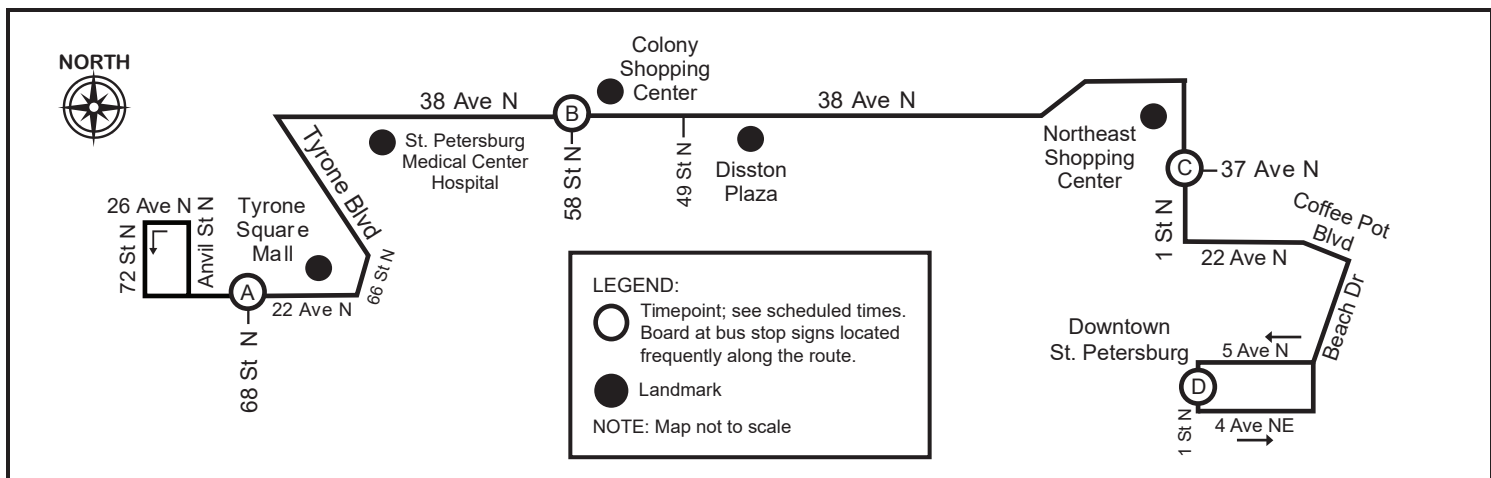 NORTH
Colony
Shopping
Center
38 Ave N
B
38 Ave N
St. Petersburg
Medical Center
Hospital
Tyrone Blvd
58 St N
49 St N
Disston
Plaza
Northeast
Shopping
Center
C
37 Ave N
1 St N
22 Ave N
Coffee Pot
Blvd
Beach Dr
26 Ave N
72 St N
Anvil St N
Tyrone
Square
Mall
A
22 Ave N
66 St N
68 St N
LEGEND:
Timepoint; see scheduled times.
Board at bus stop signs located
frequently along the route.
Landmark
NOTE: Map not to scale
Downtown
St. Petersburg
5 Ave N
D
1 St N
4 Ave NE